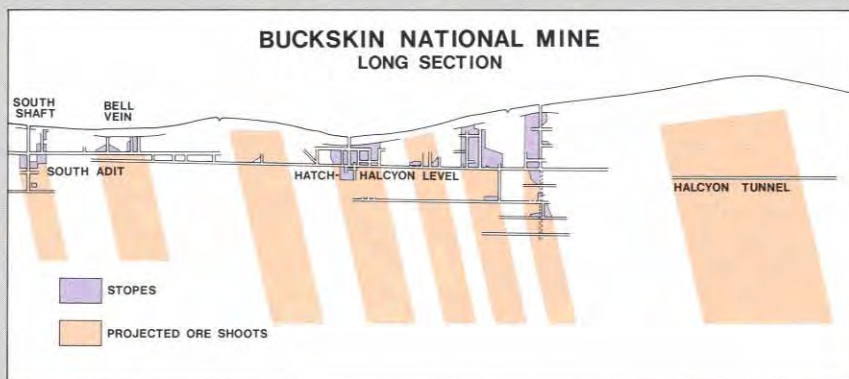 BUCKSKIN NATIONAL MINE
LONG SECTION
SOUTH
SHAFT
BELL
VEIN
SOUTH ADIT
HATCH-
HALCYON LEVEL
HALCYON TUNNEL
STOPES
PROJECTED ORE SHOOTS